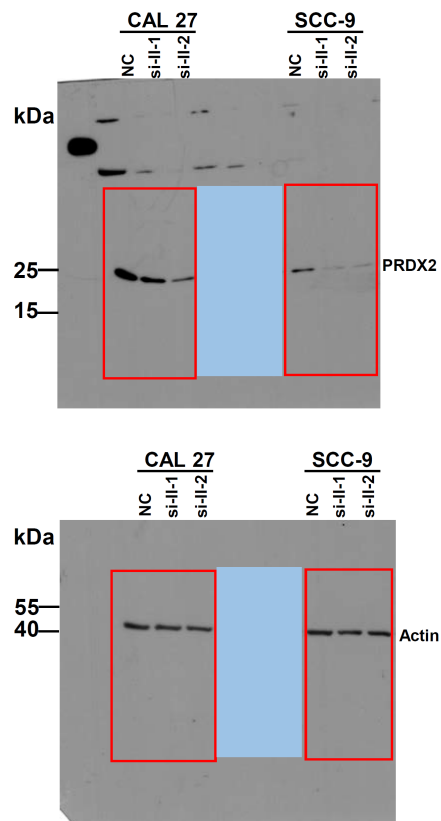 CAL 27 SCC-9
NC si-II-1 si-II-2 NC si-II-1 si-II-2
kDa
25
PRDX2
15
CAL 27 SCC-9
NC si-II-1 si-II-2 NC si-II-1 si-II-2
kDa
55
40
Actin